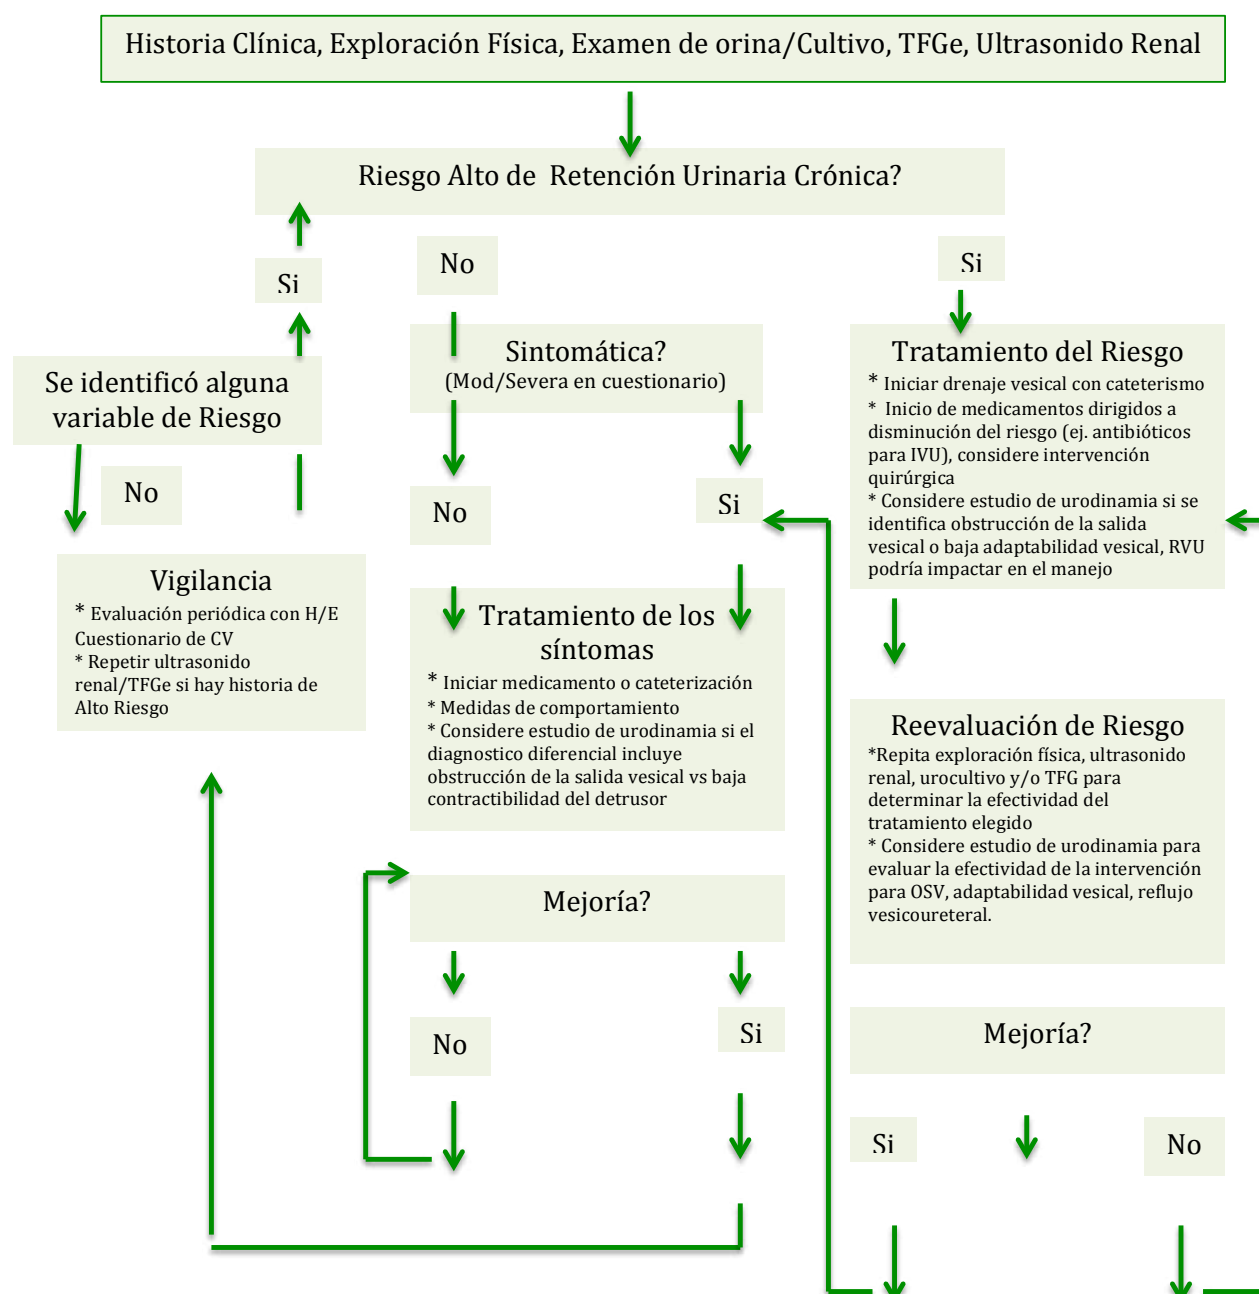 Historia Clínica, Exploración Física, Examen de orina/Cultivo, TFGe, Ultrasonido Renal
Riesgo Alto de Retención Urinaria Crónica?
Si
No
Si
Se identificó alguna
variable de Riesgo
No
Vigilancia
* Evaluación periódica con H/E
Cuestionario de CV
* Repetir ultrasonido
renal/TFGe si hay historia de
Alto Riesgo
Sintomática?
(Mod/Severa en cuestionario)
No
Si
Tratamiento de los
síntomas
* Iniciar medicamento o cateterización
* Medidas de comportamiento
* Considere estudio de urodinamia si el
diagnostico diferencial incluye
obstrucción de la salida vesical vs baja
contractibilidad del detrusor
Mejoría?
No
Si
Tratamiento del Riesgo
* Iniciar drenaje vesical con cateterismo
* Inicio de medicamentos dirigidos a
disminución del riesgo (ej. antibióticos
para IVU), considere intervención
quirúrgica
* Considere estudio de urodinamia si se
identifica obstrucción de la salida
vesical o baja adaptabilidad vesical, RVU
podría impactar en el manejo
Reevaluación de Riesgo
*Repita exploración física, ultrasonido
renal, urocultivo y/o TFG para
determinar la efectividad del
tratamiento elegido
* Considere estudio de urodinamia para
evaluar la efectividad de la intervención
para OSV, adaptabilidad vesical, reflujo
vesicoureteral.
Mejoría?
Si
No